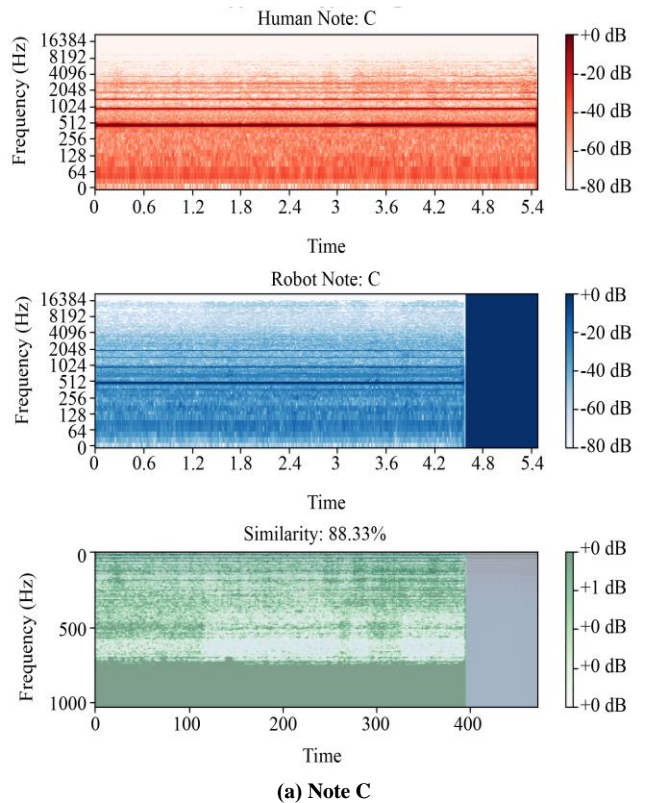 Human Note: C
Frequency (Hz)
16384
8192
4096
2048
1024
512
256
128
64
0
0 0.6 1.2 1.8 2.4 3 3.6 4.2 4.8 5.4
Time
+0 dB
-20 dB
-40 dB
-60 dB
-80 dB
Robot Note: C
Frequency (Hz)
16384
8192
4096
2048
1024
512
256
128
64
0
0 0.6 1.2 1.8 2.4 3 3.6 4.2 4.8 5.4
Time
+0 dB
-20 dB
-40 dB
-60 dB
-80 dB
Similarity: 88.33%
Frequency (Hz)
0
500
1000
0 100 200 300 400
Time
+0 dB
+1 dB
+0 dB
+0 dB
+0 dB
(a) Note C